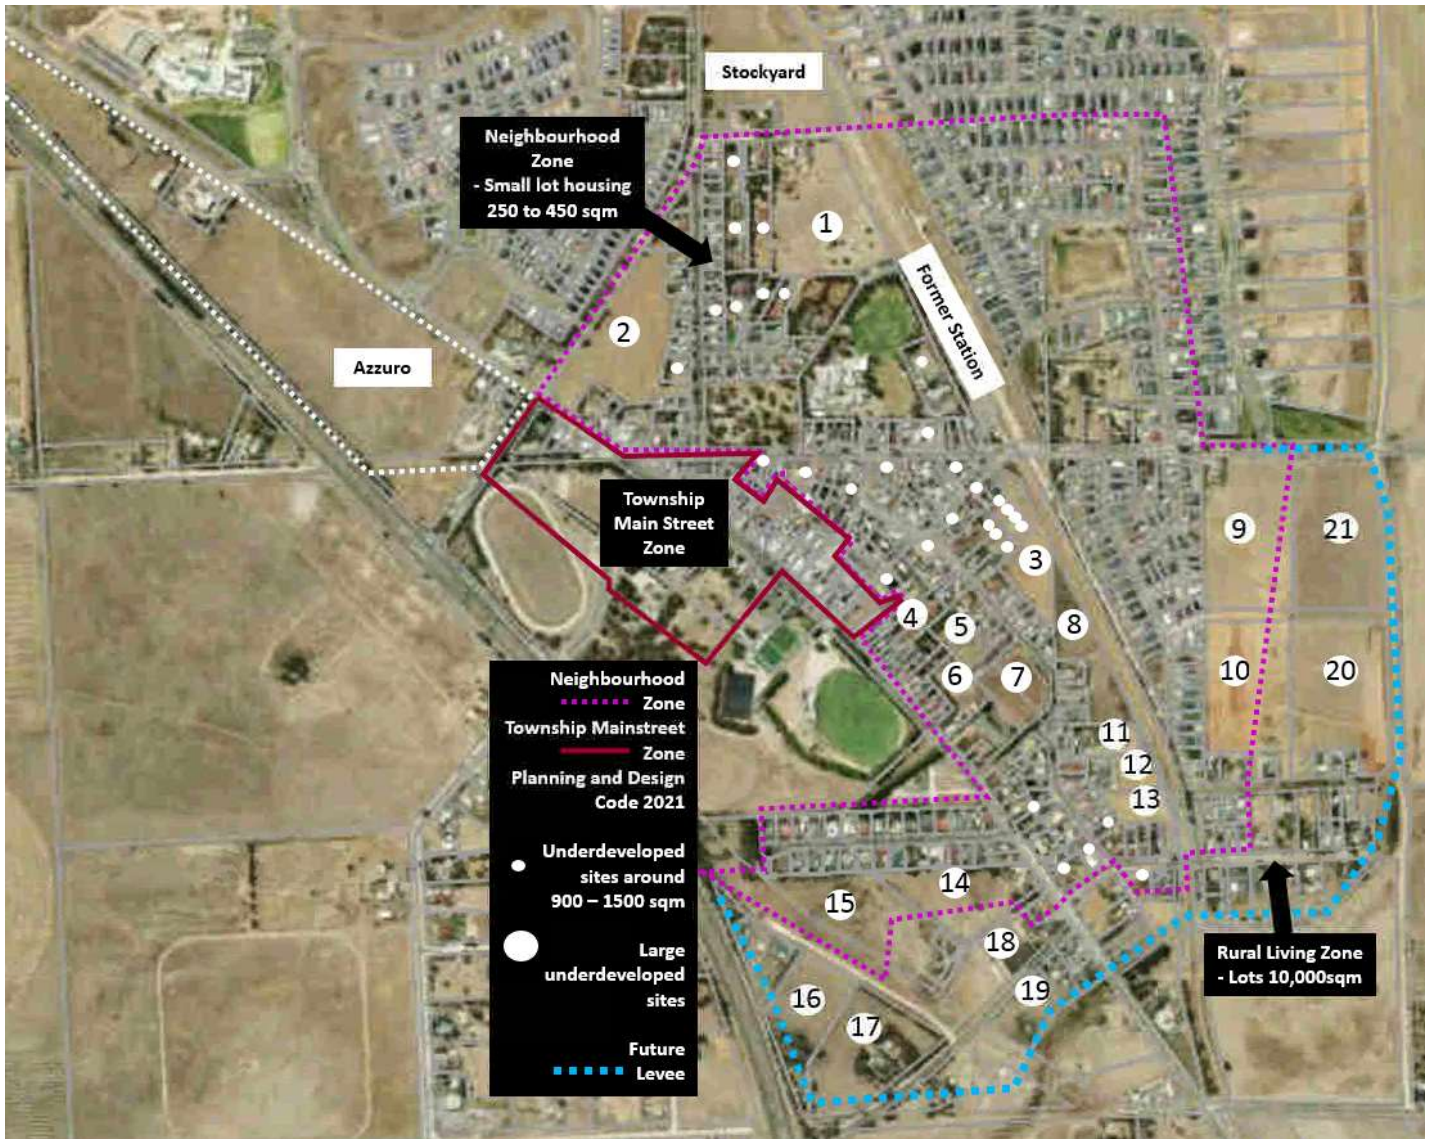 Stockyard
Neighbourhood
Zone
- Small lot housing
250 to 450 sqm
1
Former Station
2
Azzuro
Township
Main Street
Zone
3
4
5
6
7
8
9
21
10
20
11
12
13
14
15
16
17
18
19
Neighbourhood
Zone
Township Mainstreet
Zone
Planning and Design
Code 2021
Underdeveloped
sites around
900 – 1500 sqm
Large
underdeveloped
sites
Future
Levee
Rural Living Zone
- Lots 10,000sqm